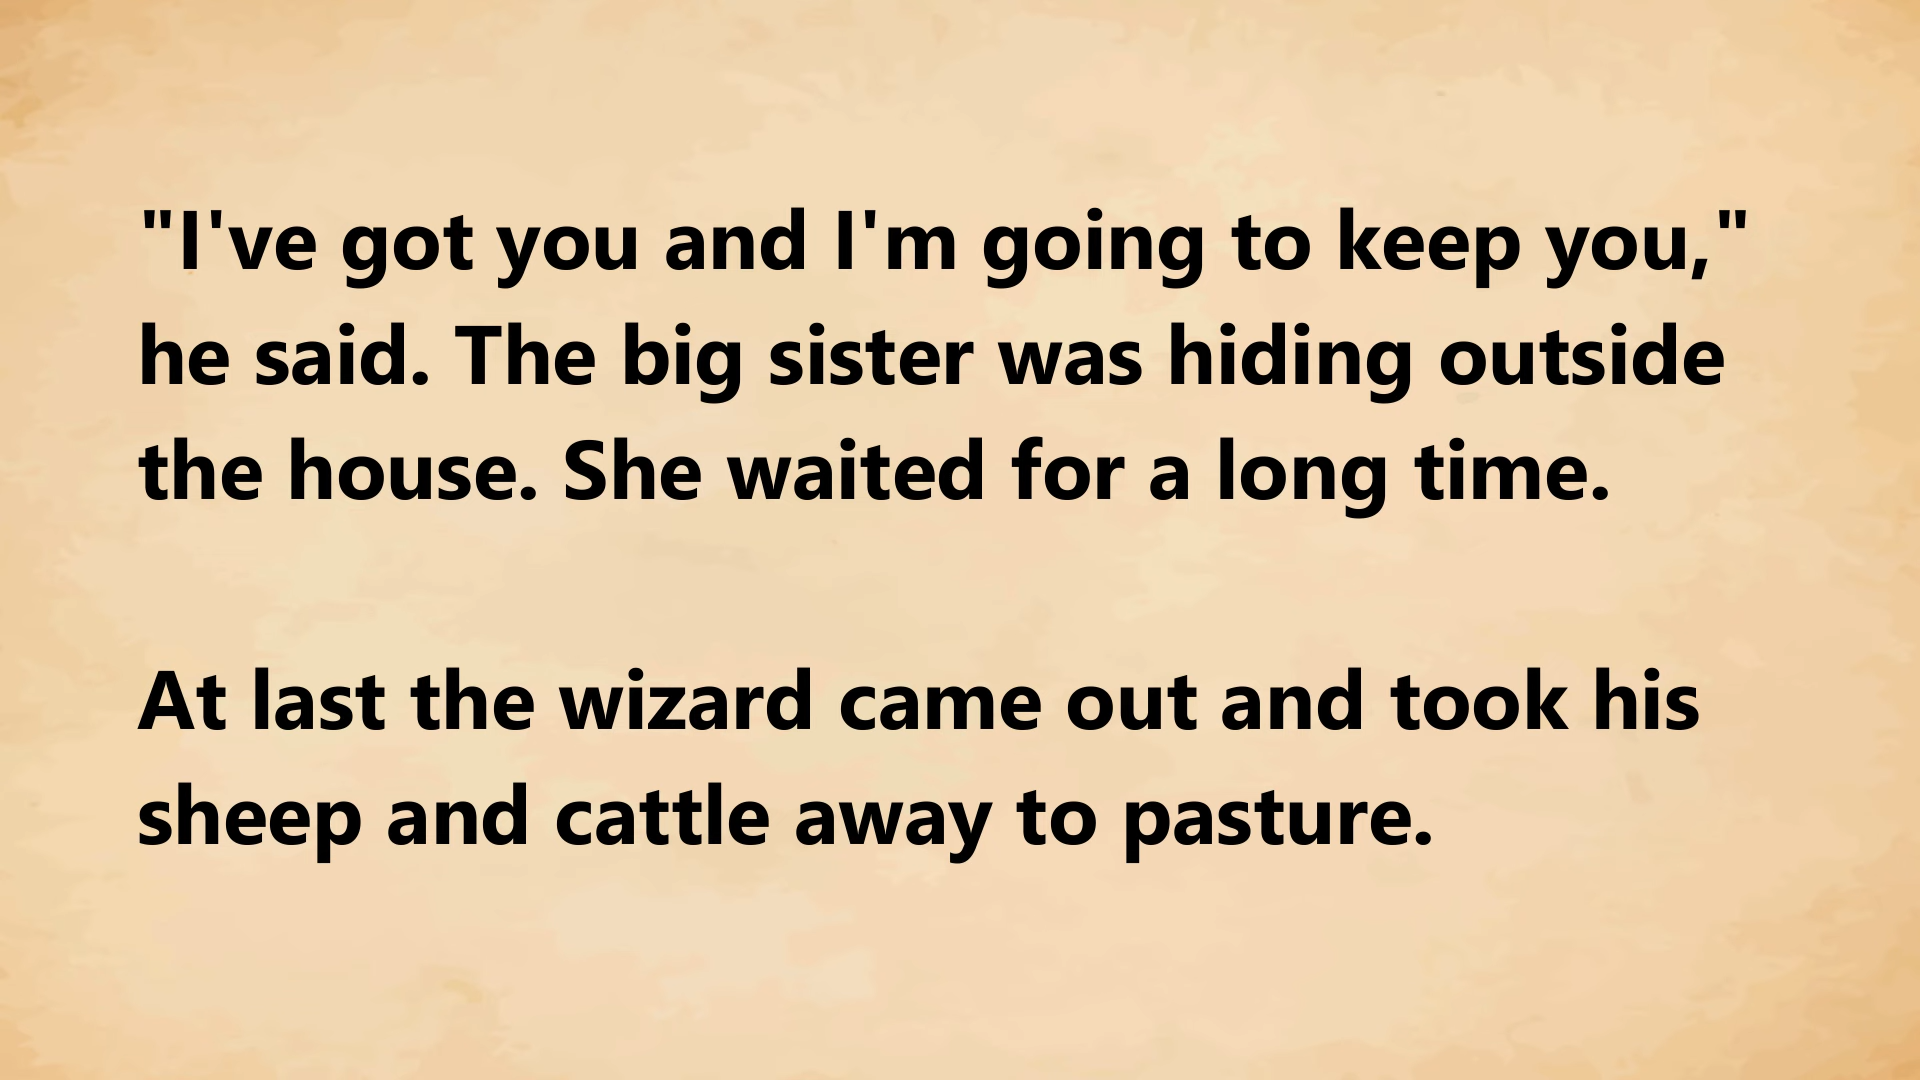 "I've got you and I'm going to keep you,"
he said. The big sister was hiding outside
the house. She waited for a long time.
At last the wizard came out and took his
sheep and cattle away to pasture.